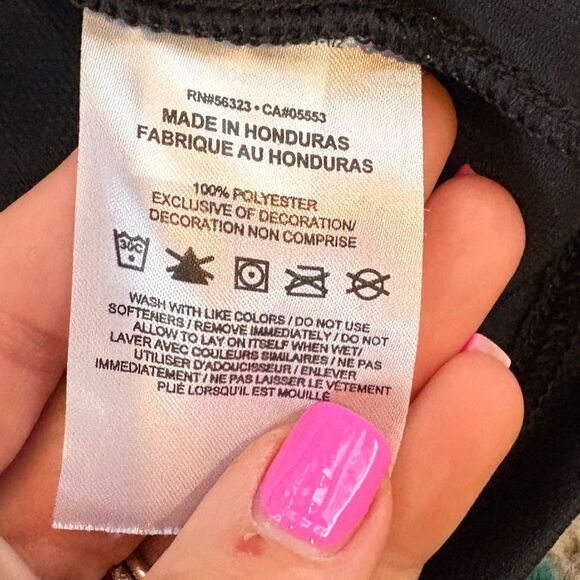 RN#56323 • CA#05553
MADE IN HONDURAS
FABRIQUE AU HONDURAS
100% POLYESTER
EXCLUSIVE OF DECORATION/
DECORATION NON COMPRISE
30C
WASH WITH LIKE COLORS / DO NOT USE
SOFTENERS / REMOVE IMMEDIATELY / DO NOT
ALLOW TO LAY ON ITSELF WHEN WET/
LAVER AVEC COULEURS SIMILAIRES / NE PAS
UTILISER D'ADOUCISSEUR / ENLEVER
IMMEDIATEMENT / NE PAS LAISSER LE VÉTEMENT
PLIÉ LORSQU'IL EST MOUILLÉ